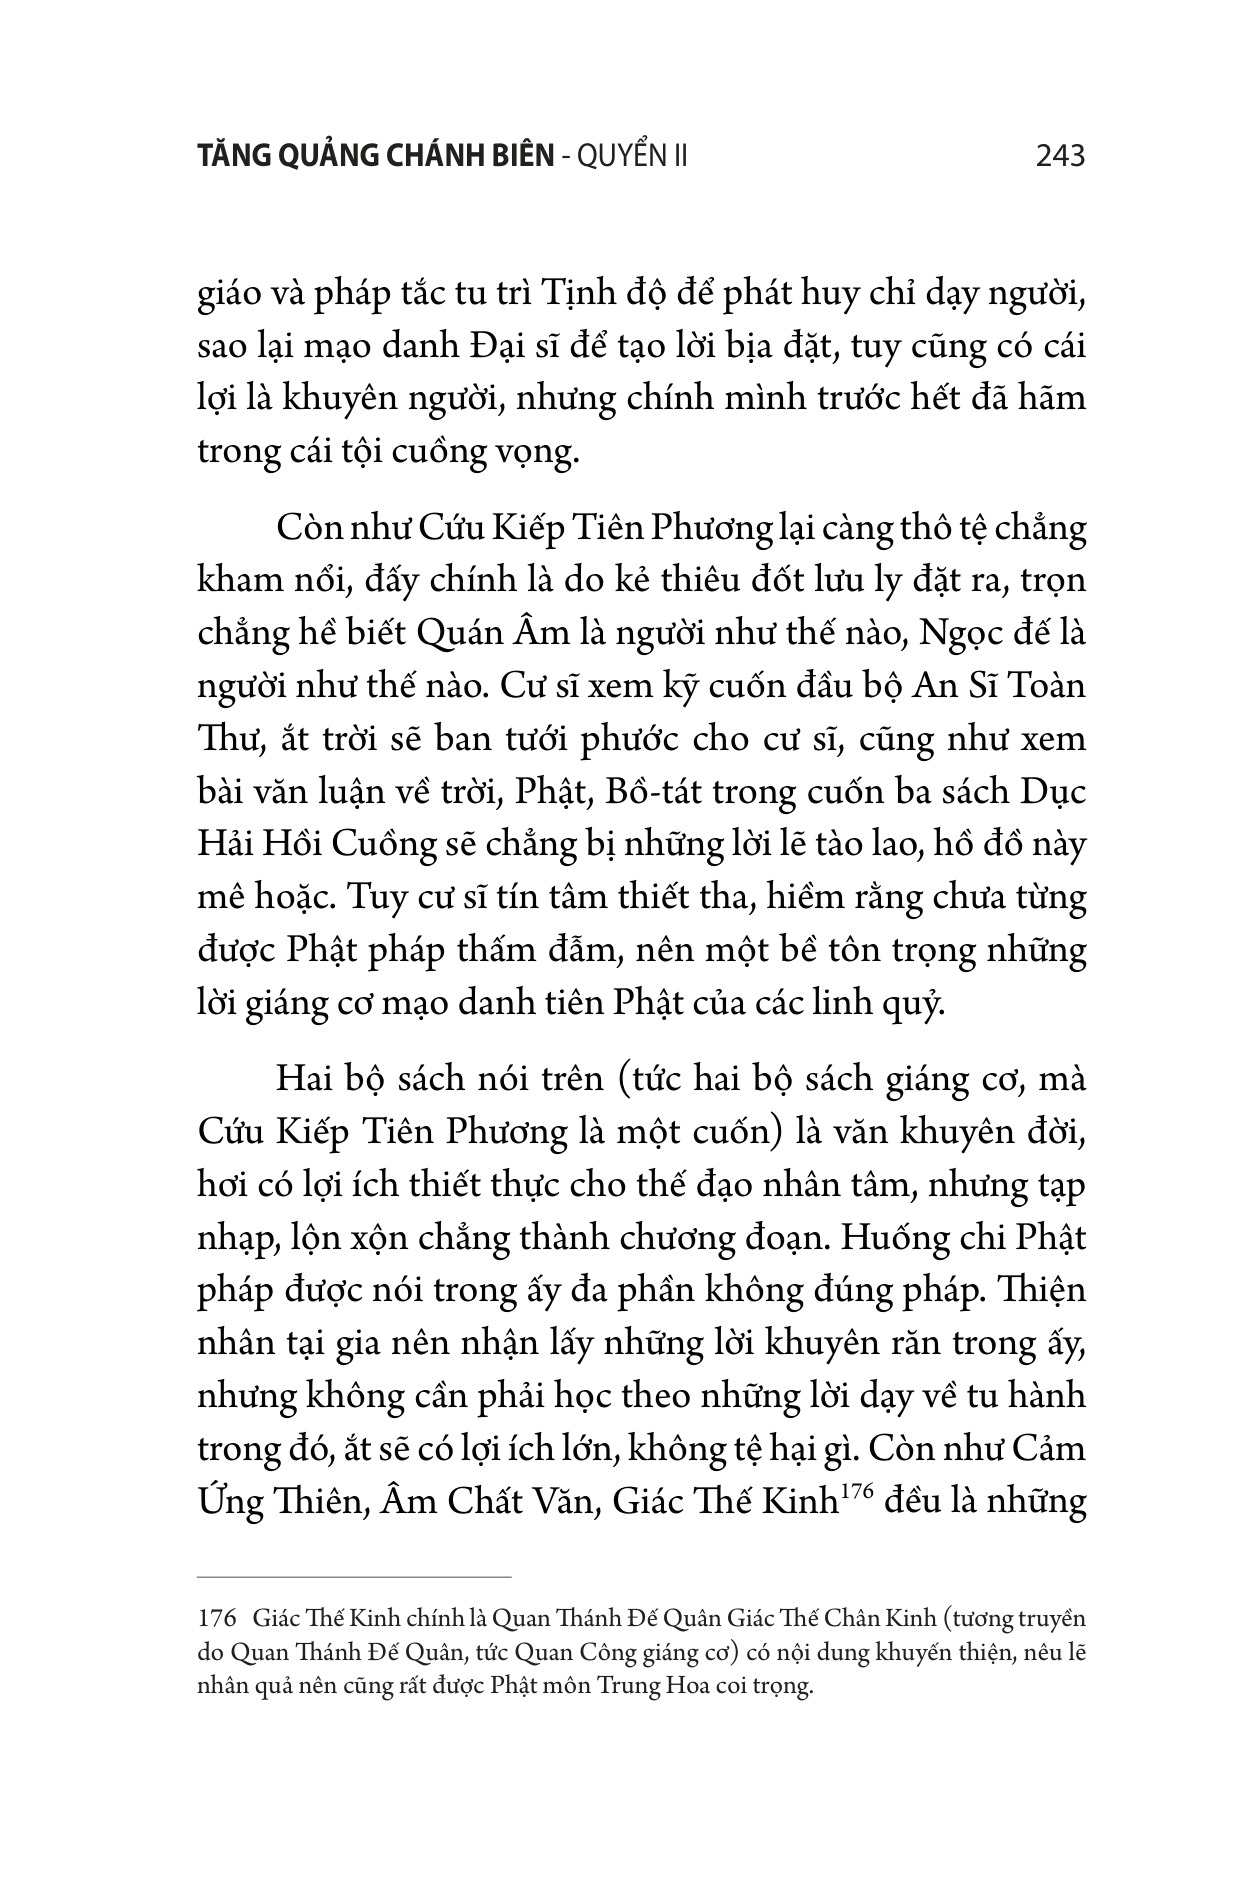 TĂNG QUẢNG CHÁNH BIÊN - QUYỂN II 243
giáo và pháp tắc tu trì Tịnh độ để phát huy chỉ dạy người,
sao lại mạo danh Đại sĩ để tạo lời bịa đặt, tuy cũng có cái
lợi là khuyên người, nhưng chính mình trước hết đã hãm
trong cái tội cuồng vọng.
Còn như Cứu Kiếp Tiên Phương lại càng thô tệ chẳng
kham nổi, đấy chính là do kẻ thiêu đốt lưu ly đặt ra, trọn
chẳng hề biết Quán Âm là người như thế nào, Ngọc đế là
người như thế nào. Cư sĩ xem kỹ cuốn đầu bộ An Sĩ Toàn
Thư, ắt trời sẽ ban tưới phước cho cư sĩ, cũng như xem
bài văn luận về trời, Phật, Bồ-tát trong cuốn ba sách Dục
Hải Hồi Cuồng sẽ chẳng bị những lời lẽ tào lao, hồ đồ này
mê hoặc. Tuy cư sĩ tín tâm thiết tha, hiềm rằng chưa từng
được Phật pháp thấm đẫm, nên một bề tôn trọng những
lời giáng cơ mạo danh tiên Phật của các linh quỷ.
Hai bộ sách nói trên (tức hai bộ sách giáng cơ, mà
Cứu Kiếp Tiên Phương là một cuốn) là văn khuyên đời,
hơi có lợi ích thiết thực cho thế đạo nhân tâm, nhưng tạp
nhạp, lộn xộn chẳng thành chương đoạn. Huống chi Phật
pháp được nói trong ấy đa phần không đúng pháp. Thiện
nhân tại gia nên nhận lấy những lời khuyên răn trong ấy,
nhưng không cần phải học theo những lời dạy về tu hành
trong đó, ắt sẽ có lợi ích lớn, không tệ hại gì. Còn như Cảm
Ứng Thiên, Âm Chất Văn, Giác Thế Kinh176 đều là những
176 Giác Thế Kinh chính là Quan Thánh Đế Quân Giác Thế Chân Kinh (tương truyền
do Quan Thánh Đế Quân, tức Quan Công giáng cơ) có nội dung khuyến thiện, nêu lẽ
nhân quả nên cũng rất được Phật môn Trung Hoa coi trọng.